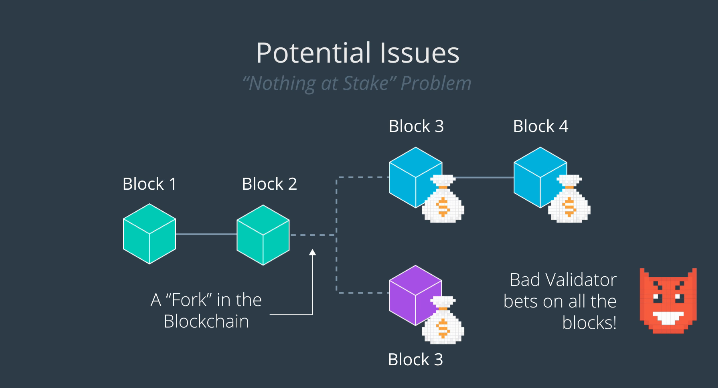 Potential Issues
“Nothing at Stake” Problem
Block 3
Block 4
Block 1
Block 2
A “Fork” in the
Blockchain
Bad Validator
bets on all the
blocks!
Block 3
$
$
$